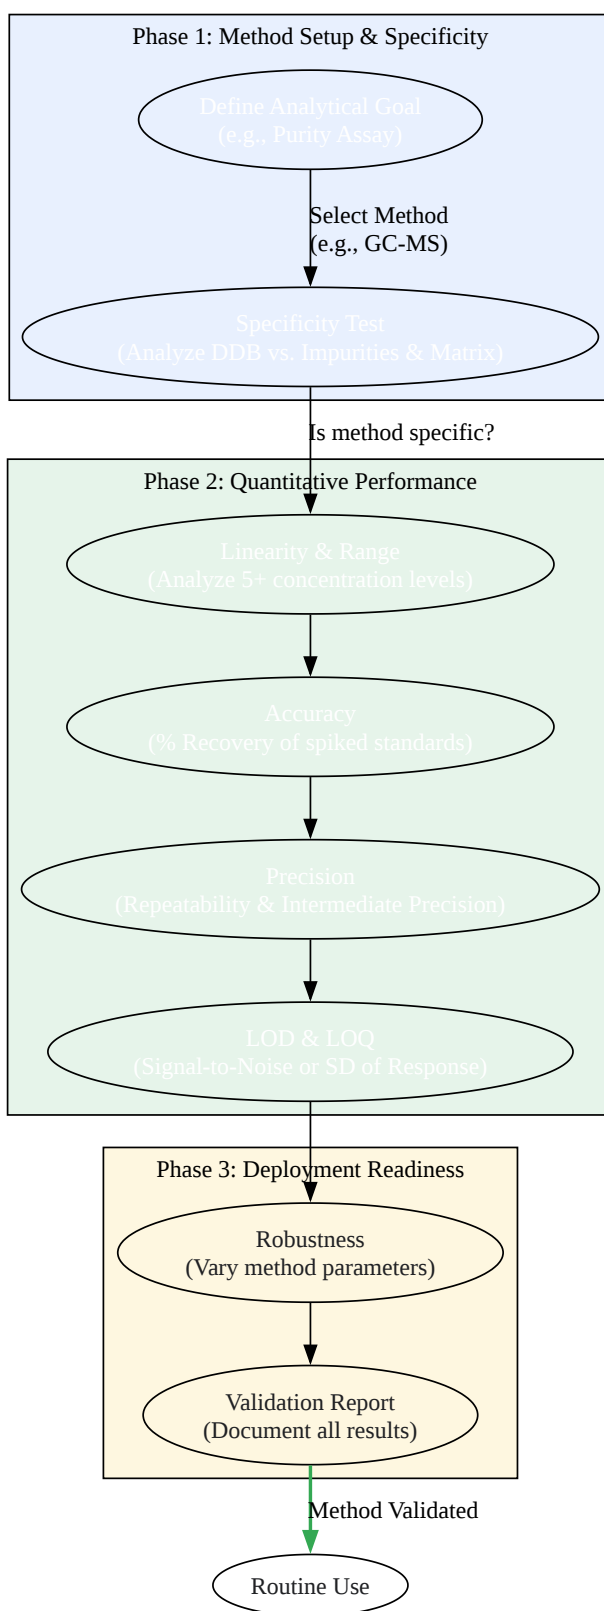 Phase 1: Method Setup & Specificity
Define Analytical Goal
(e.g., Purity Assay)
Select Method
(e.g., GC-MS)
Specificity Test
(Analyze DDB vs. Impurities & Matrix)
Is method specific?
Phase 2: Quantitative Performance
Linearity & Range
(Analyze 5+ concentration levels)
Accuracy
(% Recovery of spiked standards)
Precision
(Repeatability & Intermediate Precision)
LOD & LOQ
(Signal-to-Noise or SD of Response)
Phase 3: Deployment Readiness
Robustness
(Vary method parameters)
Validation Report
(Document all results)
Method Validated
Routine Use